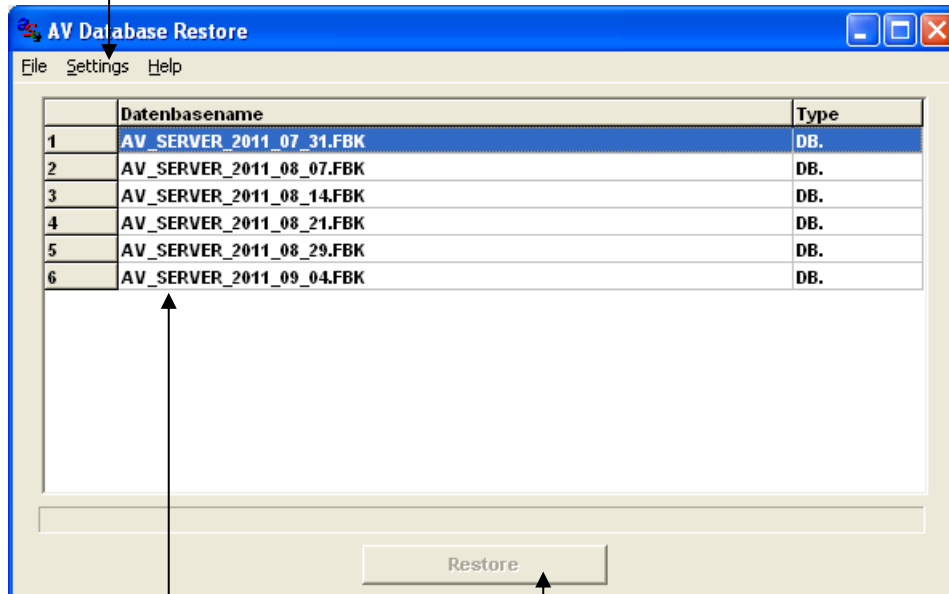 AV Database Restore
File Settings Help
Datenbasename Type
1 AV_SERVER_2011_07_31.FBK DB.
2 AV_SERVER_2011_08_07.FBK DB.
3 AV_SERVER_2011_08_14.FBK DB.
4 AV_SERVER_2011_08_21.FBK DB.
5 AV_SERVER_2011_08_29.FBK DB.
6 AV_SERVER_2011_09_04.FBK DB.
Restore